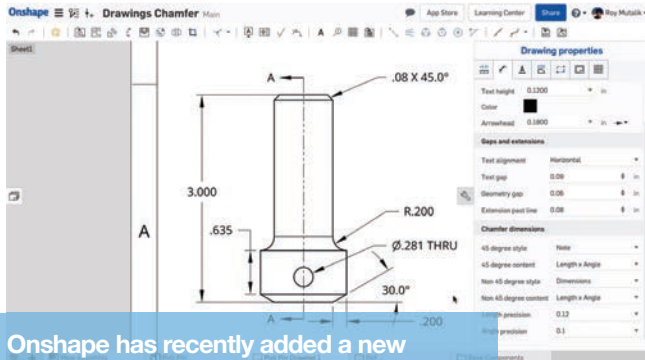 Onshape Drawings Chamfer Main App Store Learning Center Share Roy Mutalik
Sheet1
Drawing properties
A
.08 X 45.0°
Text height 0.1200 in
Color
Arrowhead 0.1800 in
Gaps and extensions
Text alignment Horizontal
Text gap 0.09 in
3.000
Geometry gap 0.06 in
R.200
Extension past line 0.08 in
A
.635
Chamfer dimensions
Ø.281 THRU
45 degree style Note
45 degree content Length x Angle
30.0°
Non 45 degree style Dimensions
Non 45 degree content Length x Angle
A
.200
Length precision 0.12
Angle precision 0.1
Onshape has recently added a new